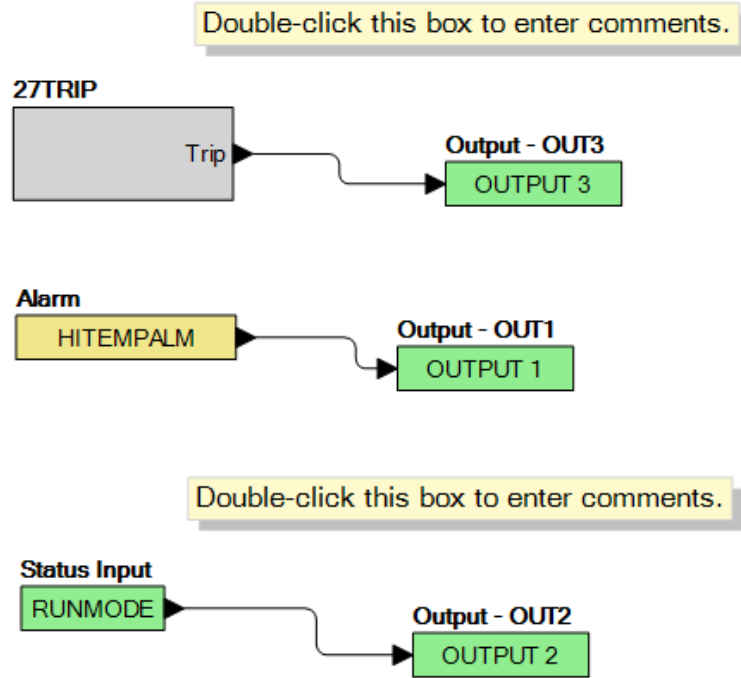 Double-click this box to enter comments.
27TRIP
Trip
Output - OUT3
OUTPUT 3
Alarm
HITEMPALM
Output - OUT1
OUTPUT 1
Double-click this box to enter comments.
Status Input
RUNMODE
Output - OUT2
OUTPUT 2